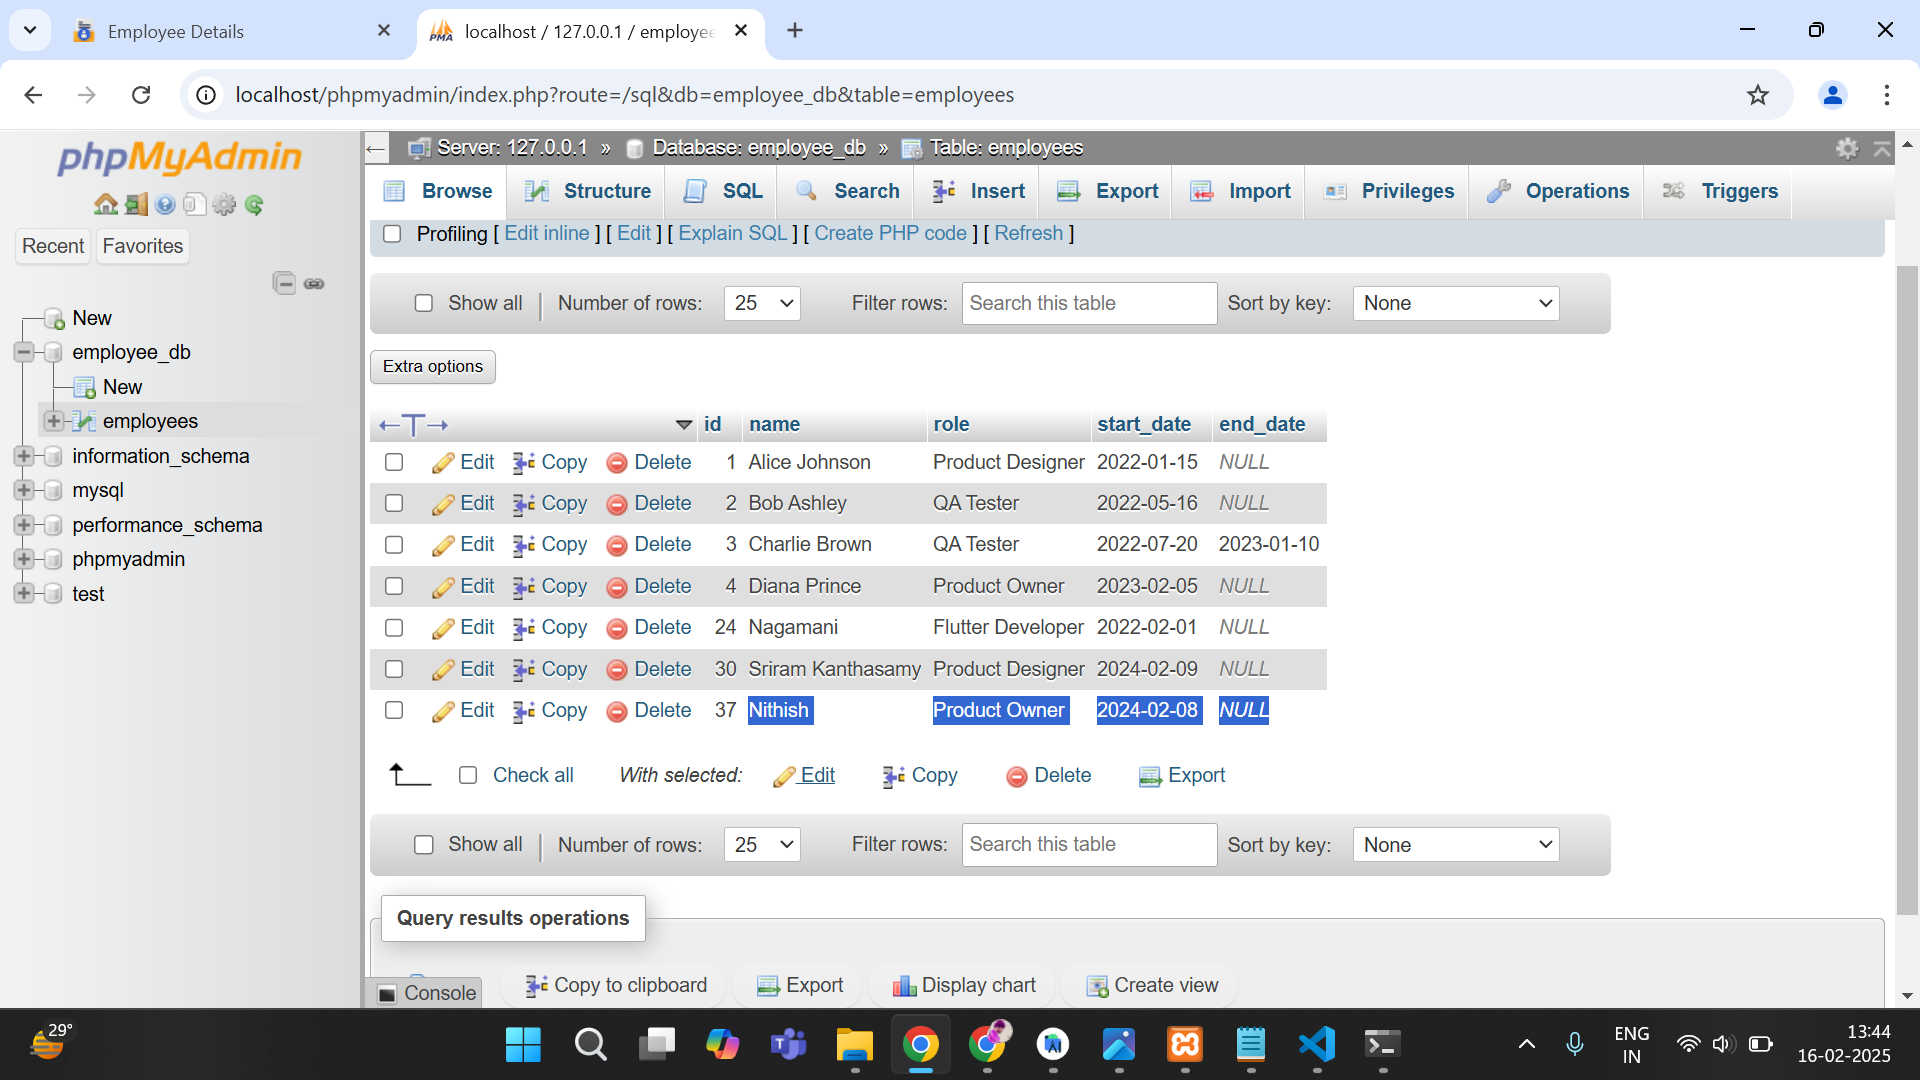 Employee Details
localhost / 127.0.0.1 / employee
localhost/phpmyadmin/index.php?route=/sql&db=employee_db&table=employees
phpMyAdmin
Recent
Favorites
New
employee_db
New
employees
information_schema
mysql
performance_schema
phpmyadmin
test
Server: 127.0.0.1 » Database: employee_db » Table: employees
Browse Structure SQL Search Insert Export Import Privileges Operations Triggers
Profiling [ Edit inline ] [ Edit ] [ Explain SQL ] [ Create PHP code ] [ Refresh ]
Show all Number of rows: 25 Filter rows: Search this table Sort by key: None
Extra options
←T→ id name role start_date end_date
Edit Copy Delete 1 Alice Johnson Product Designer 2022-01-15 NULL
Edit Copy Delete 2 Bob Ashley QA Tester 2022-05-16 NULL
Edit Copy Delete 3 Charlie Brown QA Tester 2022-07-20 2023-01-10
Edit Copy Delete 4 Diana Prince Product Owner 2023-02-05 NULL
Edit Copy Delete 24 Nagamani Flutter Developer 2022-02-01 NULL
Edit Copy Delete 30 Sriram Kanthasamy Product Designer 2024-02-09 NULL
Edit Copy Delete 37 Nithish Product Owner 2024-02-08 NULL
Check all With selected: Edit Copy Delete Export
Show all Number of rows: 25 Filter rows: Search this table Sort by key: None
Query results operations
Console
Copy to clipboard Export Display chart Create view
29°
ENG
IN
13:44
16-02-2025